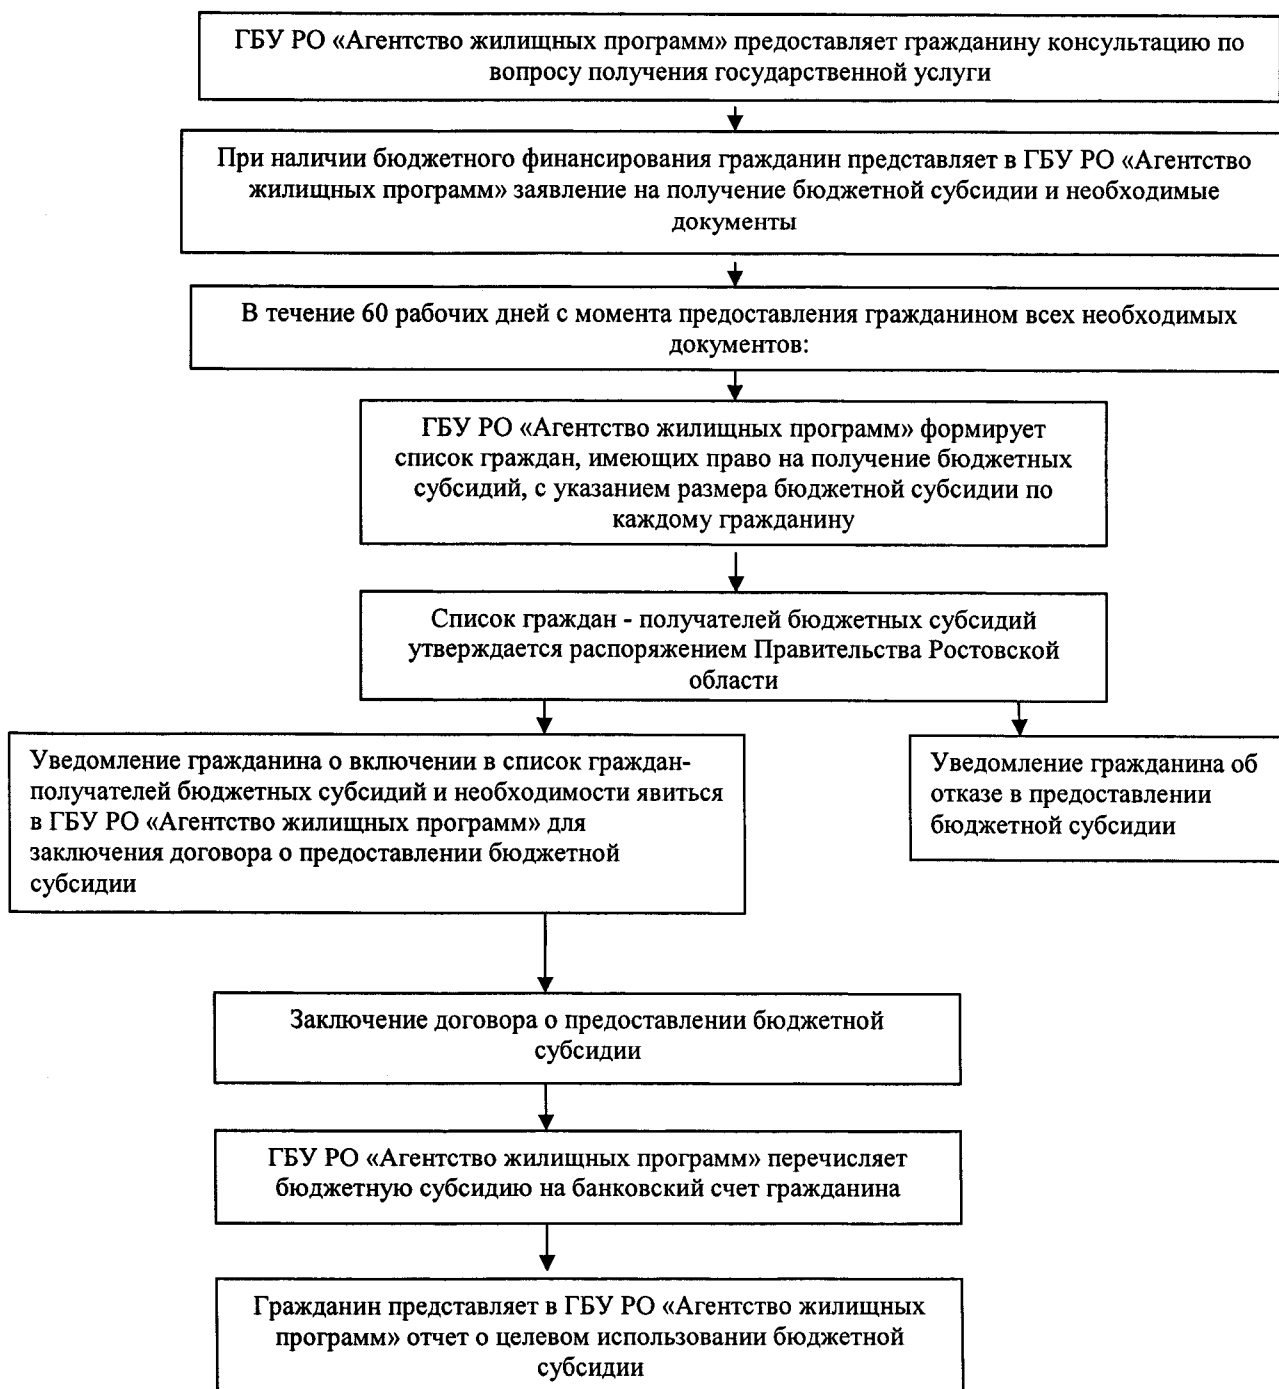 ГБУ РО «Агентство жилищных программ» предоставляет гражданину консультацию по
вопросу получения государственной услуги
При наличии бюджетного финансирования гражданин представляет в ГБУ РО «Агентство
жилищных программ» заявление на получение бюджетной субсидии и необходимые
документы
В течение 60 рабочих дней с момента предоставления гражданином всех необходимых
документов:
ГБУ РО «Агентство жилищных программ» формирует
список граждан, имеющих право на получение бюджетных
субсидий, с указанием размера бюджетной субсидии по
каждому гражданину
Список граждан - получателей бюджетных субсидий
утверждается распоряжением Правительства Ростовской
области
Уведомление гражданина о включении в список граждан-
получателей бюджетных субсидий и необходимости явиться
в ГБУ РО «Агентство жилищных программ» для
заключения договора о предоставлении бюджетной
субсидии
Уведомление гражданина об
отказе в предоставлении
бюджетной субсидии
Заключение договора о предоставлении бюджетной
субсидии
ГБУ РО «Агентство жилищных программ» перечисляет
бюджетную субсидию на банковский счет гражданина
Гражданин представляет в ГБУ РО «Агентство жилищных
программ» отчет о целевом использовании бюджетной
субсидии